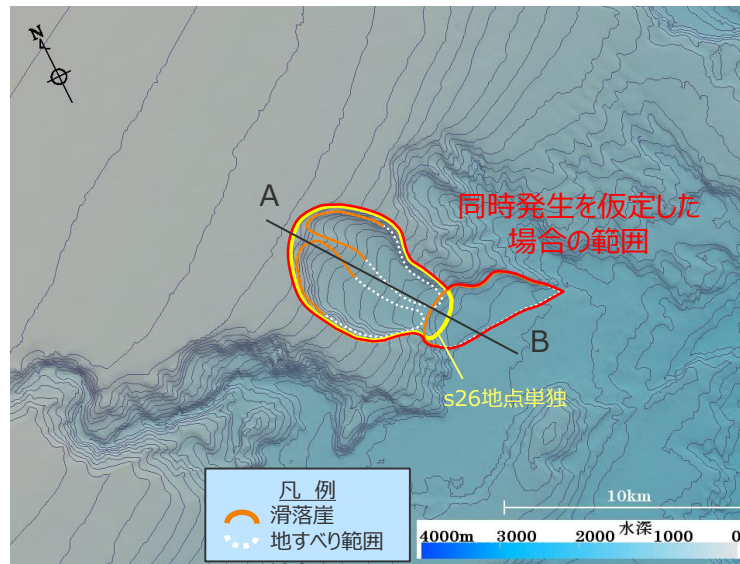 N
A
同時発生を仮定した
場合の範囲
B
s26地点単独
凡 例
滑落崖
地すべり範囲
10km
水深
4000m 3000 2000 1000 0